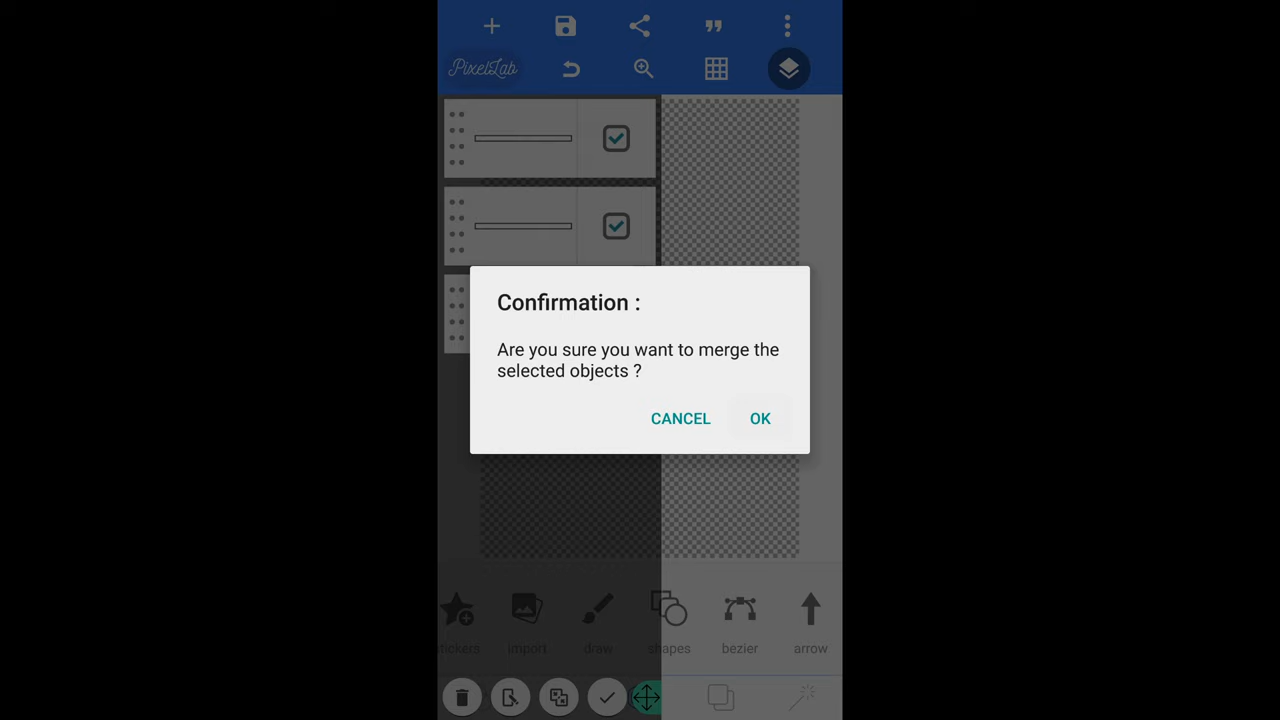 PixelLab
Confirmation :
Are you sure you want to merge the
selected objects ?
CANCEL OK
tickers import draw shapes bezier arrow